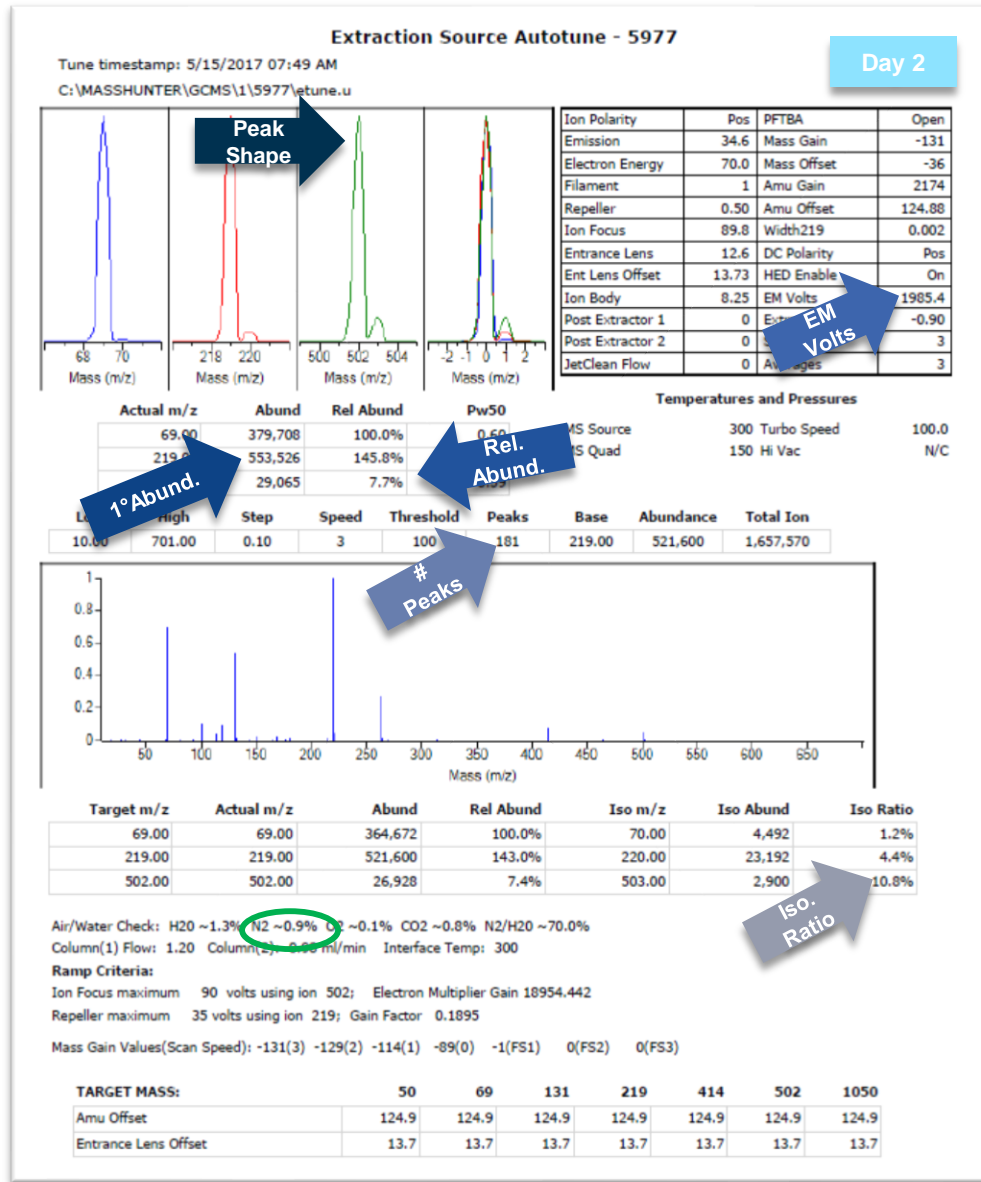 Extraction Source Autotune - 5977
Day 2
Tune timestamp: 5/15/2017 07:49 AM
C:\MASSHUNTER\GCMS\1\5977\etune.u
Peak
Shape
68 70
Mass (m/z)
218 220
Mass (m/z)
500 502 504
Mass (m/z)
-2 -1 0 1 2
Mass (m/z)
Ion Polarity Pos PFTBA Open
Emission 34.6 Mass Gain -131
Electron Energy 70.0 Mass Offset -36
Filament 1 Amu Gain 2174
Repeller 0.50 Amu Offset 124.88
Ion Focus 89.8 Width219 0.002
Entrance Lens 12.6 DC Polarity Pos
Ent Lens Offset 13.73 HED Enable On
Ion Body 8.25 EM Volts 1985.4
Post Extractor 1 0 -0.90
Post Extractor 2 0 3
JetClean Flow 0 3
EM
Volts
Temperatures and Pressures
MS Source 300 Turbo Speed 100.0
MS Quad 150 Hi Vac N/C
Actual m/z Abund Rel Abund Pw50
69.00 379,708 100.0% 0.60
553,526 145.8%
29,065 7.7%
1°Abund.
Rel.
Abund.
High Step Speed Threshold Peaks Base Abundance Total Ion
10.00 701.00 0.10 3 100 181 219.00 521,600 1,657,570
#
Peaks
1
0.8
0.6
0.4
0.2
0
50 100 150 200 250 300 350 400 450 500 550 600 650
Mass (m/z)
Target m/z Actual m/z Abund Rel Abund Iso m/z Iso Abund Iso Ratio
69.00 69.00 364,672 100.0% 70.00 4,492 1.2%
219.00 219.00 521,600 143.0% 220.00 23,192 4.4%
502.00 502.00 26,928 7.4% 503.00 2,900 10.8%
Iso.
Ratio
Air/Water Check: H20 ~1.3% N2 ~0.9% O2 ~0.1% CO2 ~0.8% N2/H20 ~70.0%
Column(1) Flow: 1.20 Column(2): ml/min Interface Temp: 300
Ramp Criteria:
Ion Focus maximum 90 volts using ion 502; Electron Multiplier Gain 18954.442
Repeller maximum 35 volts using ion 219; Gain Factor 0.1895
Mass Gain Values(Scan Speed): -131(3) -129(2) -114(1) -89(0) -1(FS1) 0(FS2) 0(FS3)
TARGET MASS: 50 69 131 219 414 502 1050
Amu Offset 124.9 124.9 124.9 124.9 124.9 124.9 124.9
Entrance Lens Offset 13.7 13.7 13.7 13.7 13.7 13.7 13.7